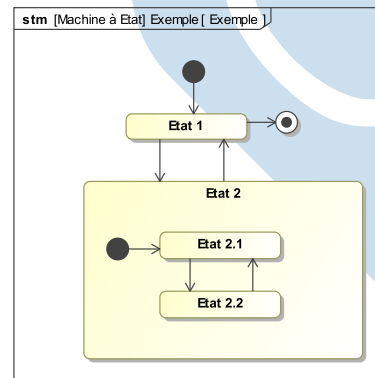 stm [Machine à Etat] Exemple [ Exemple ]
Etat 1
Etat 2
Etat 2.1
Etat 2.2